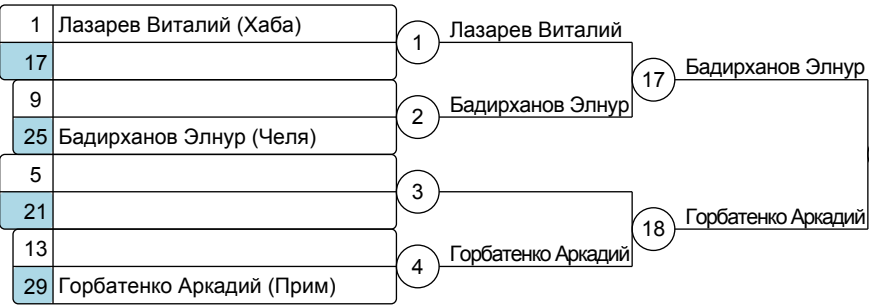 1 Лазарев Виталий (Хаба)
17
9
25 Бадирханов Элнур (Челя)
5
21
13
29 Горбатенко Аркадий (Прим)
1 Лазарев Виталий
2 Бадирханов Элнур
3
4 Горбатенко Аркадий
17 Бадирханов Элнур
18 Горбатенко Аркадий